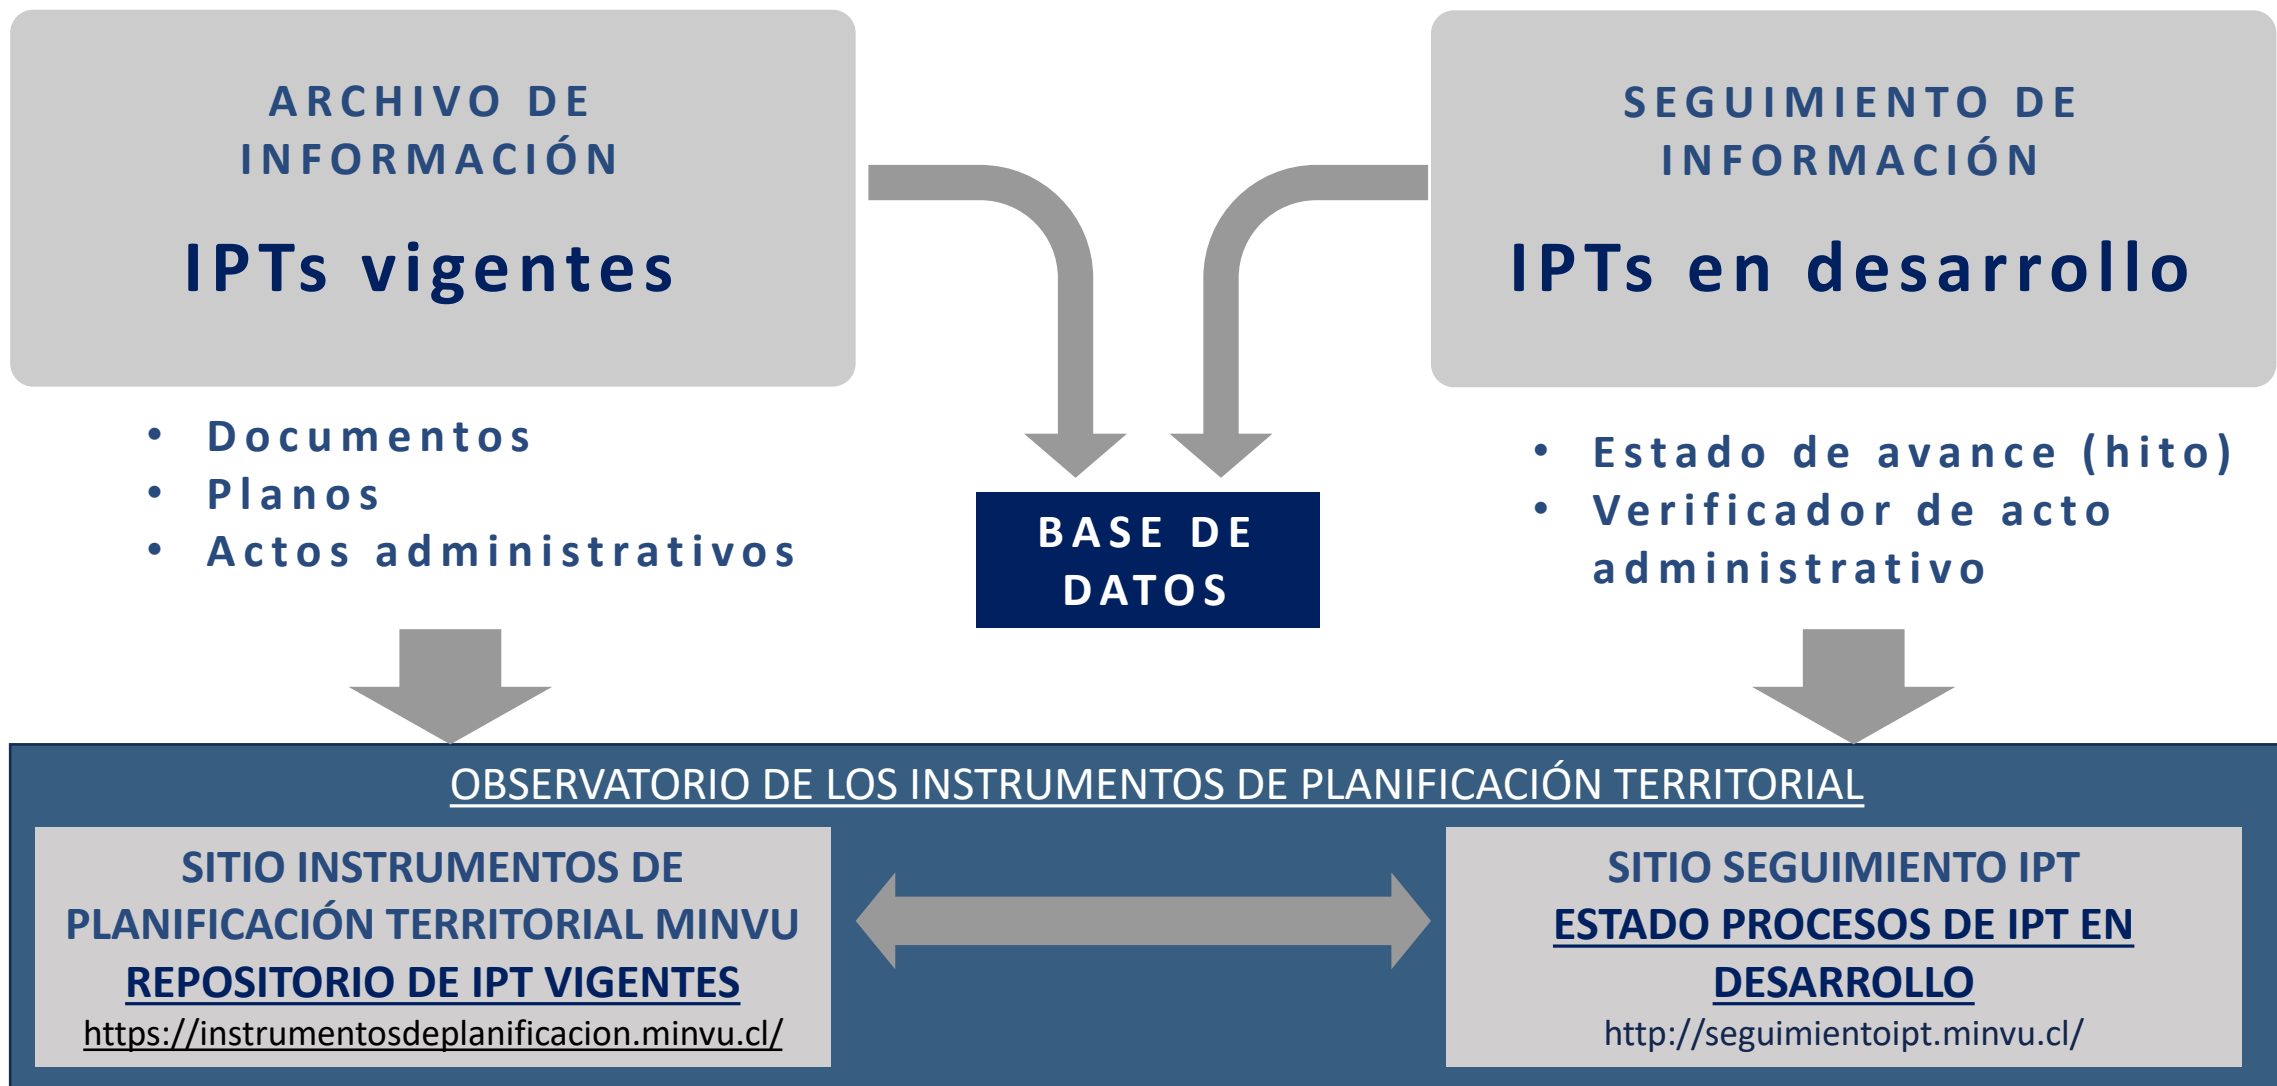 ARCHIVO DE
INFORMACIÓN
IPTs vigentes
• Documentos
• Planos
• Actos administrativos
SEGUIMIENTO DE
INFORMACIÓN
IPTs en desarrollo
• Estado de avance (hito)
• Verificador de acto
administrativo
BASE DE
DATOS
OBSERVATORIO DE LOS INSTRUMENTOS DE PLANIFICACIÓN TERRITORIAL
SITIO INSTRUMENTOS DE
PLANIFICACIÓN TERRITORIAL MINVU
REPOSITORIO DE IPT VIGENTES
https://instrumentosdeplanificacion.minvu.cl/
SITIO SEGUIMIENTO IPT
ESTADO PROCESOS DE IPT EN
DESARROLLO
http://seguimientoipt.minvu.cl/